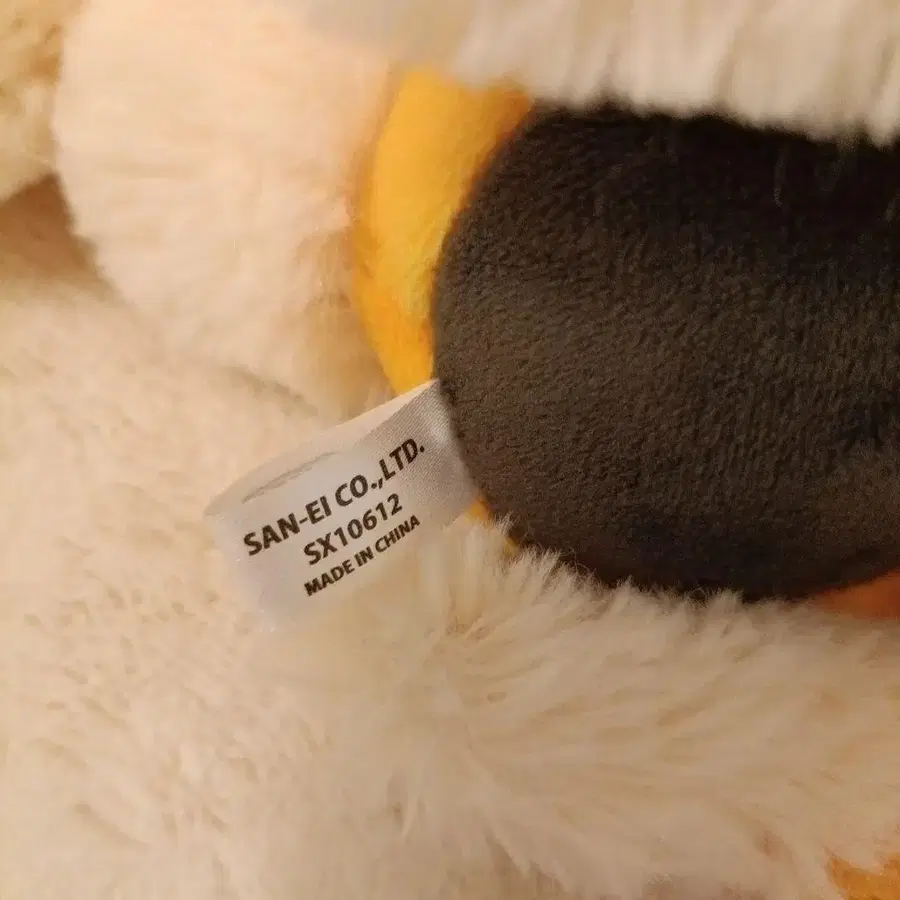 SAN-EI CO.,LTD.
SX10612
MADE IN CHINA